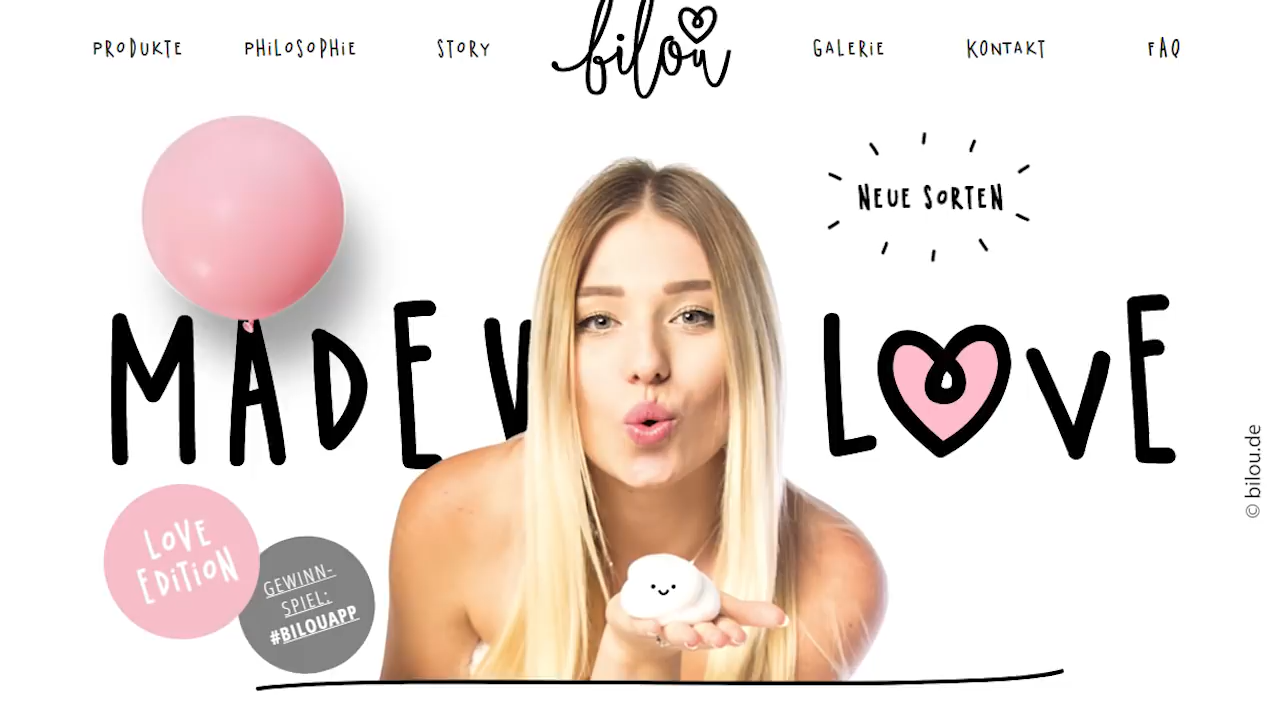 PRODUKTE PHiLOSOPHiE STORY bilou GALERiE KONTAKT FAQ
NEUE SORTEN
MADE LOVE
LOVE
EDiTiON
GEWINN-
SPIEL:
#BILOUAPP
© bilou.de